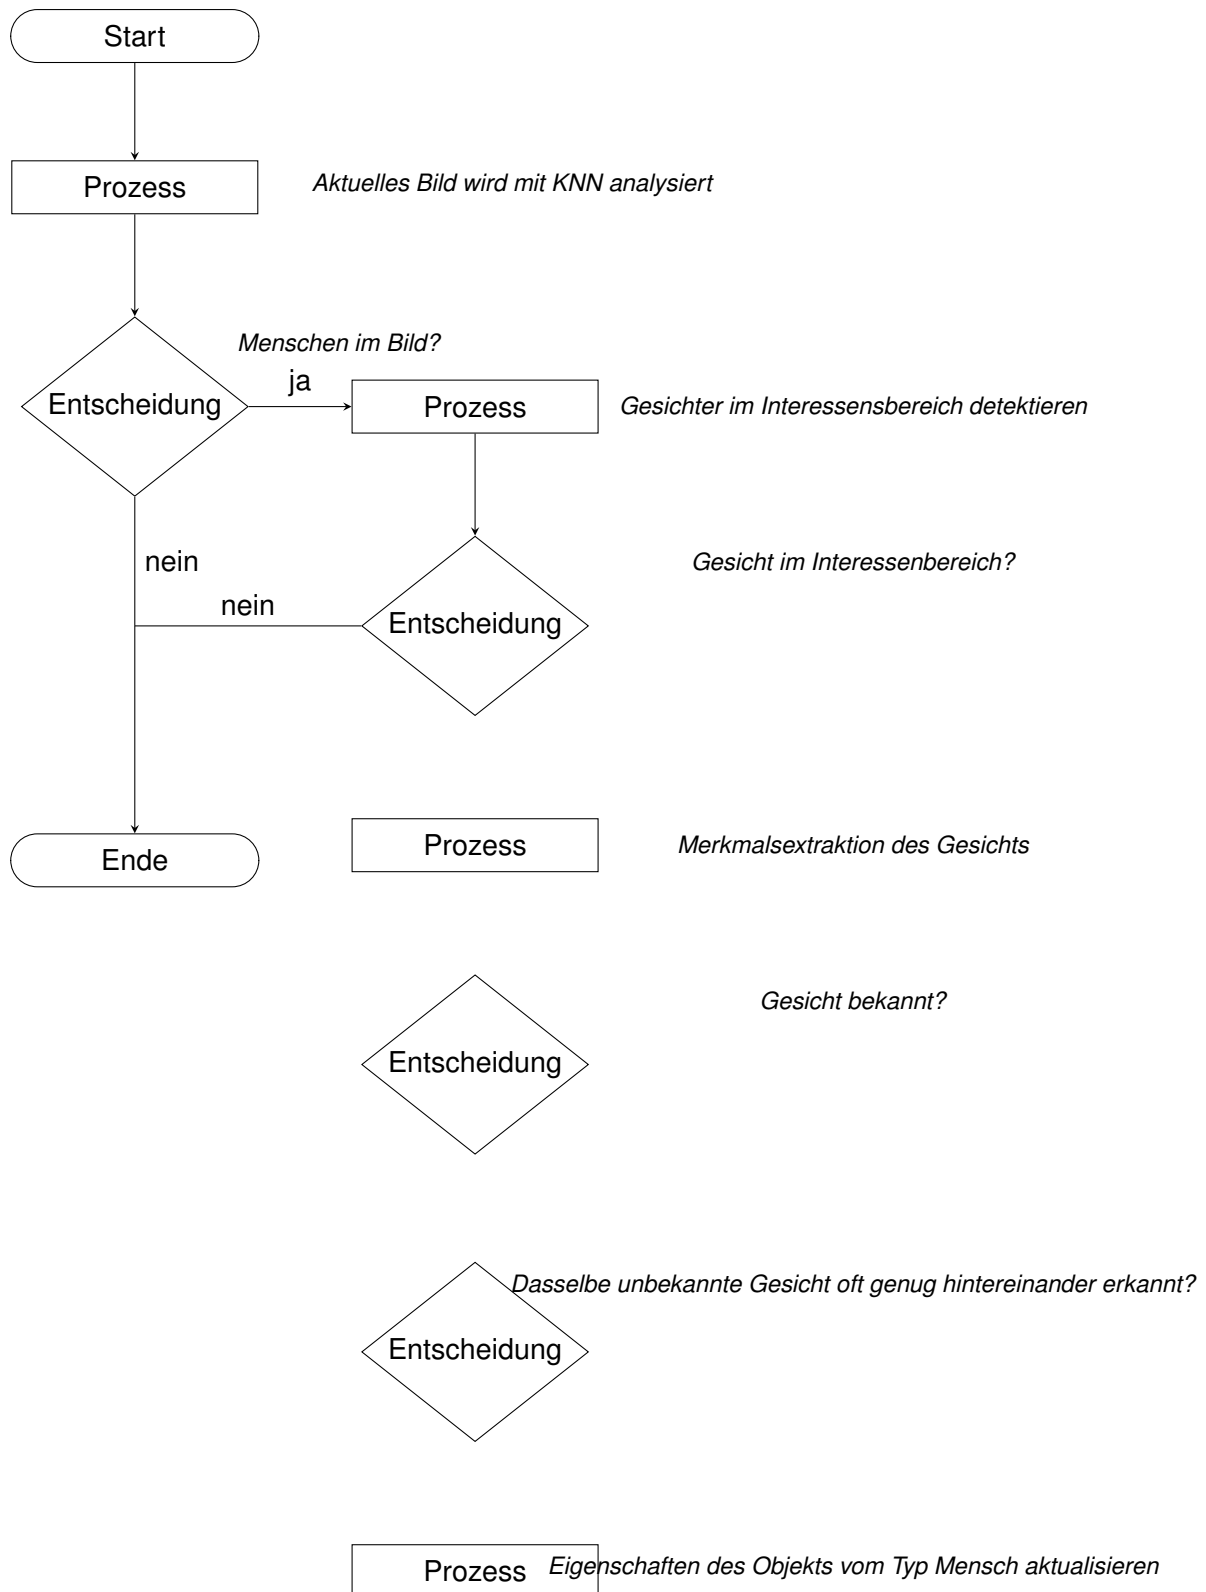 Start
Prozess
Aktuelles Bild wird mit KNN analysiert
Menschen im Bild?
Entscheidung
ja
Prozess
Gesichter im Interessensbereich detektieren
nein
Gesicht im Interessenbereich?
nein
Entscheidung
Ende
Prozess
Merkmalsextraktion des Gesichts
Gesicht bekannt?
Entscheidung
Dasselbe unbekannte Gesicht oft genug hintereinander erkannt?
Entscheidung
Prozess
Eigenschaften des Objekts vom Typ Mensch aktualisieren